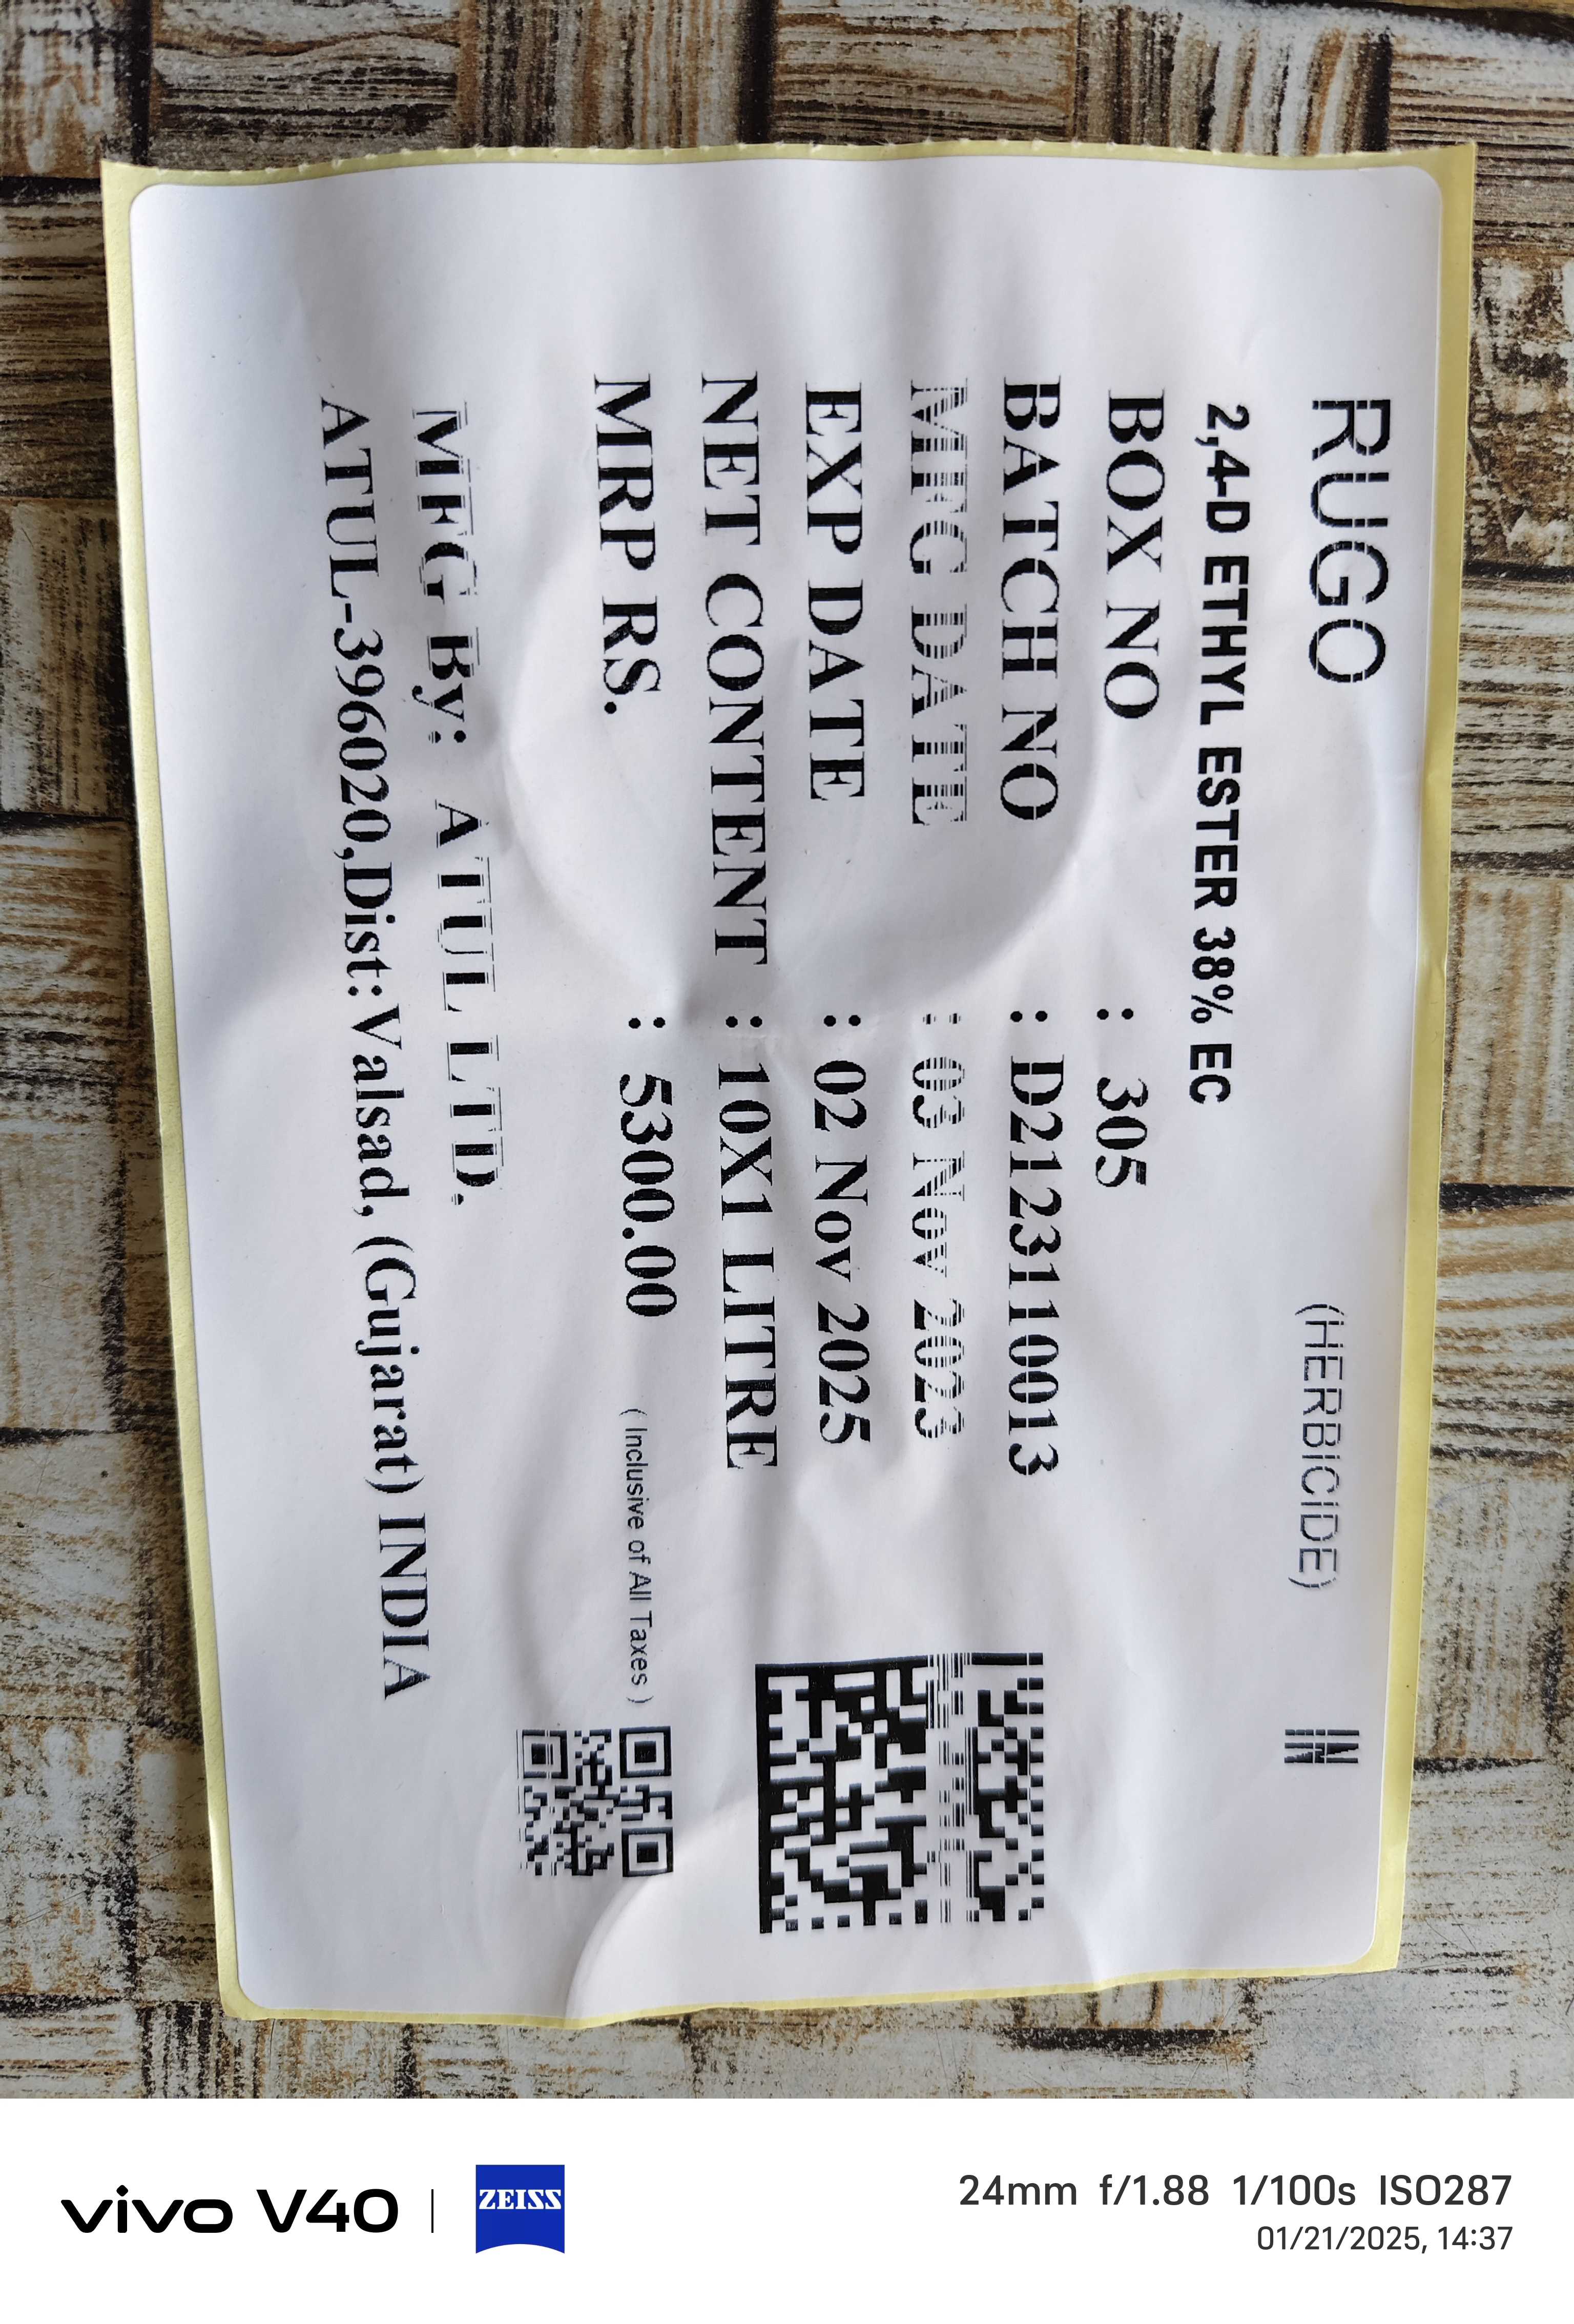 RUGO (HERBICIDE) IN
2,4-D ETHYL ESTER 38% EC
BOX NO : 305
BATCH NO : D2123110013
MFG DATE : 03 Nov 2023
EXP DATE : 02 Nov 2025
NET CONTENT : 10X1 LITRE
MRP RS. : 5300.00 ( Inclusive of All Taxes )
MFG By: ATUL LTD.
ATUL-396020,Dist:Valsad, (Gujarat) INDIA
vivo V40 | ZEISS
24mm f/1.88 1/100s ISO287
01/21/2025, 14:37